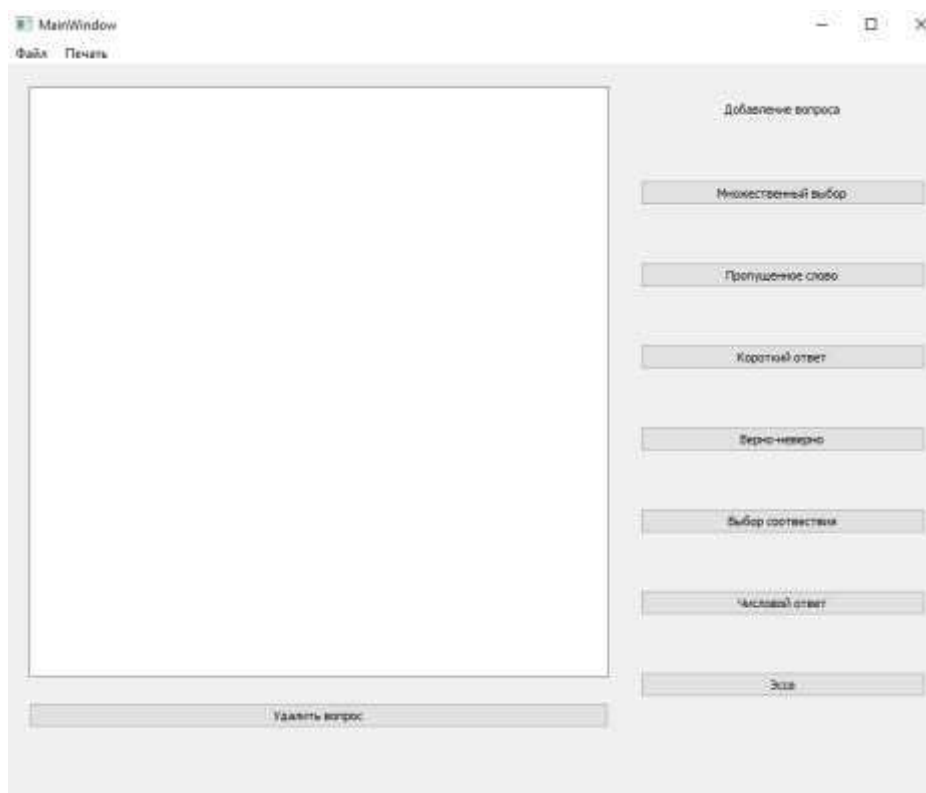 MainWindow
Файл Печать
Добавление вопроса
Множественный выбор
Пропущенное слово
Короткий ответ
Верно-неверно
Выбор соотвествия
Числовой ответ
Эссе
Удалить вопрос